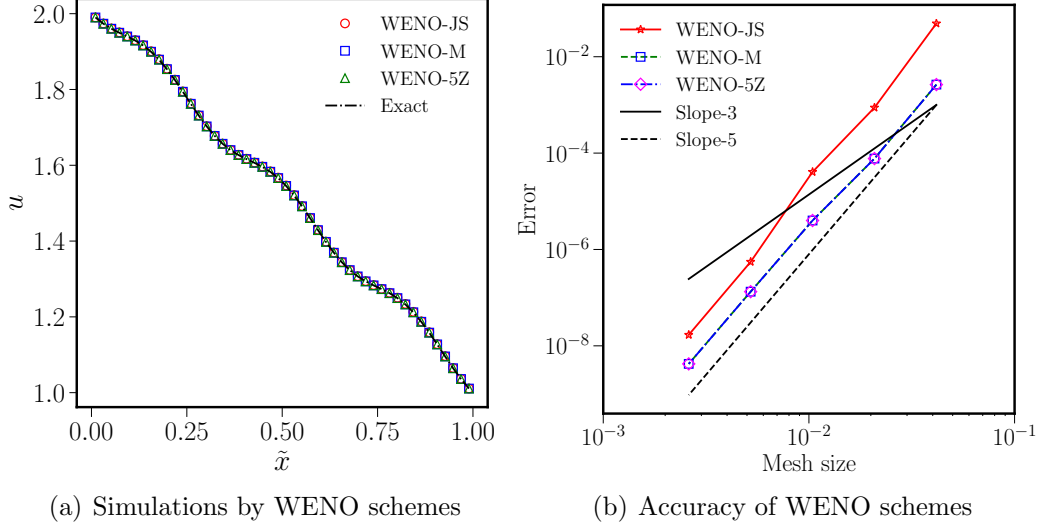 2.0
1.8
1.6
1.4
1.2
1.0
u
0.00
0.25
0.50
0.75
1.00
x̃
WENO-JS
WENO-M
WENO-5Z
Exact
(a) Simulations by WENO schemes
10⁻²
10⁻⁴
10⁻⁶
10⁻⁸
Error
10⁻³
10⁻²
10⁻¹
Mesh size
WENO-JS
WENO-M
WENO-5Z
Slope-3
Slope-5
(b) Accuracy of WENO schemes